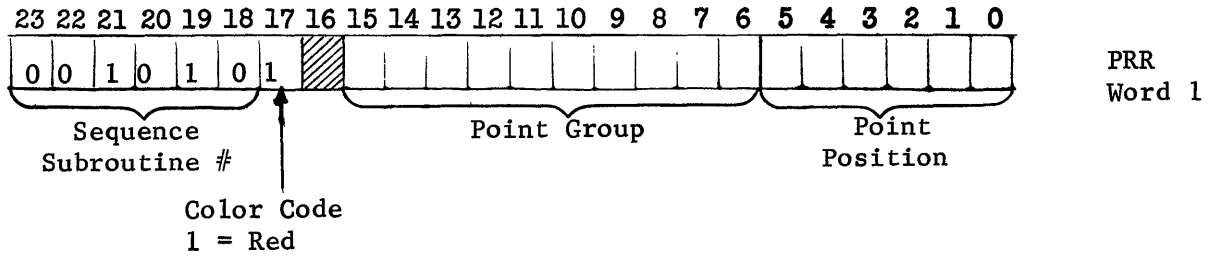 23 22 21 20 19 18 17 16 15 14 13 12 11 10 9 8 7 6 5 4 3 2 1 0
0 0 1 0 1 0 1
PRR
Word 1
Sequence
Subroutine #
Point Group
Point
Position
Color Code
1 = Red